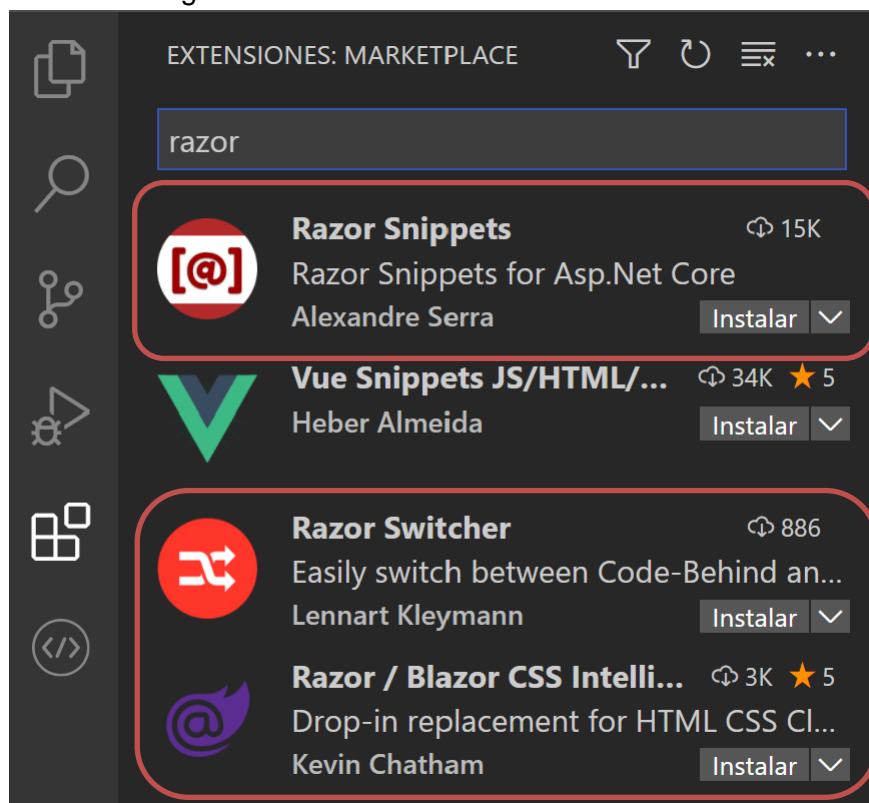 EXTENSIONES: MARKETPLACE
razor
Razor Snippets 15K
Razor Snippets for Asp.Net Core
Alexandre Serra Instalar
Vue Snippets JS/HTML/... 34K ★ 5
Heber Almeida Instalar
Razor Switcher 886
Easily switch between Code-Behind an...
Lennart Kleymann Instalar
Razor / Blazor CSS Intelli... 3K ★ 5
Drop-in replacement for HTML CSS Cl...
Kevin Chatham Instalar